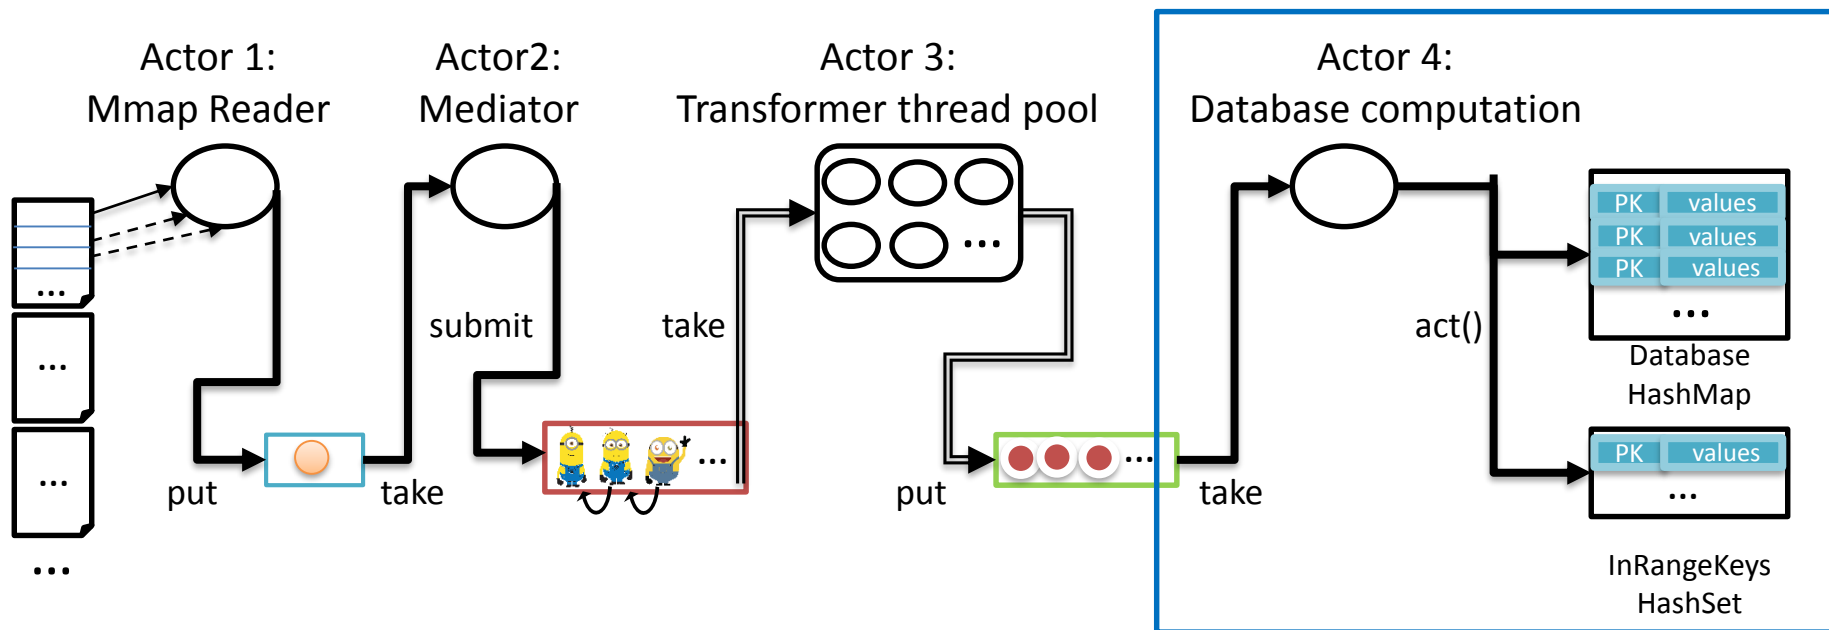 Actor 1:
Mmap Reader
Actor2:
Mediator
Actor 3:
Transformer thread pool
Actor 4:
Database computation
...
...
...
...
put
take
submit
...
take
...
put
...
take
act()
PK values
PK values
PK values
...
Database
HashMap
PK values
...
InRangeKeys
HashSet